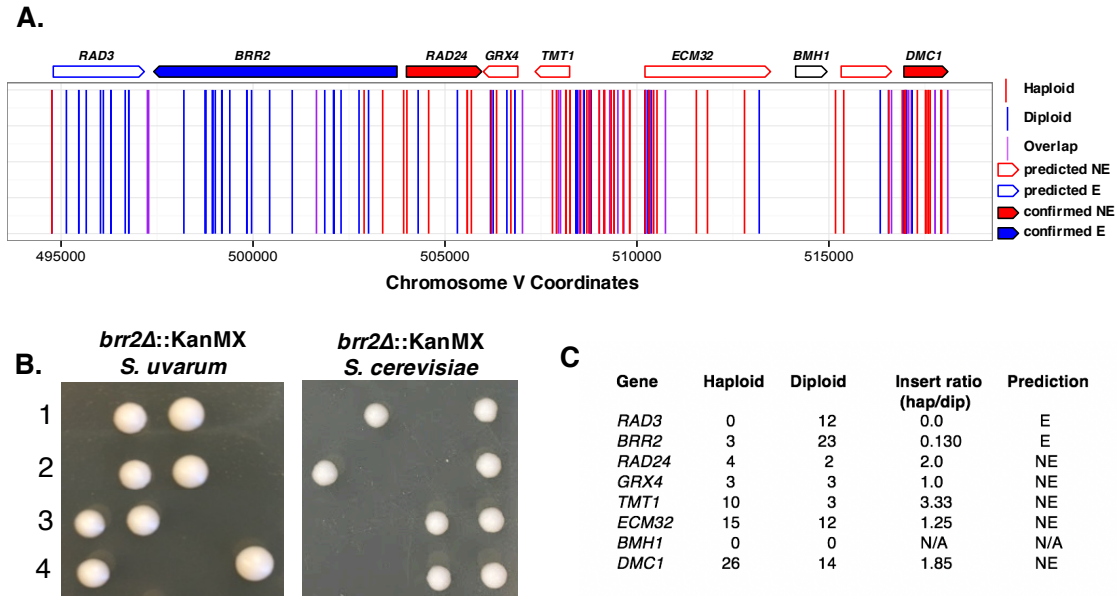 A.
RAD3 BRR2 RAD24 GRX4 TMT1 ECM32 BMH1 DMC1
Haploid
Diploid
Overlap
predicted NE
predicted E
confirmed NE
confirmed E
495000 500000 505000 510000 515000
Chromosome V Coordinates
B.
brr2Δ::KanMX
S. uvarum
brr2Δ::KanMX
S. cerevisiae
1
2
3
4
C
Gene Haploid Diploid Insert ratio Prediction
(hap/dip)
RAD3 0 12 0.0 E
BRR2 3 23 0.130 E
RAD24 4 2 2.0 NE
GRX4 3 3 1.0 NE
TMT1 10 3 3.33 NE
ECM32 15 12 1.25 NE
BMH1 0 0 N/A N/A
DMC1 26 14 1.85 NE